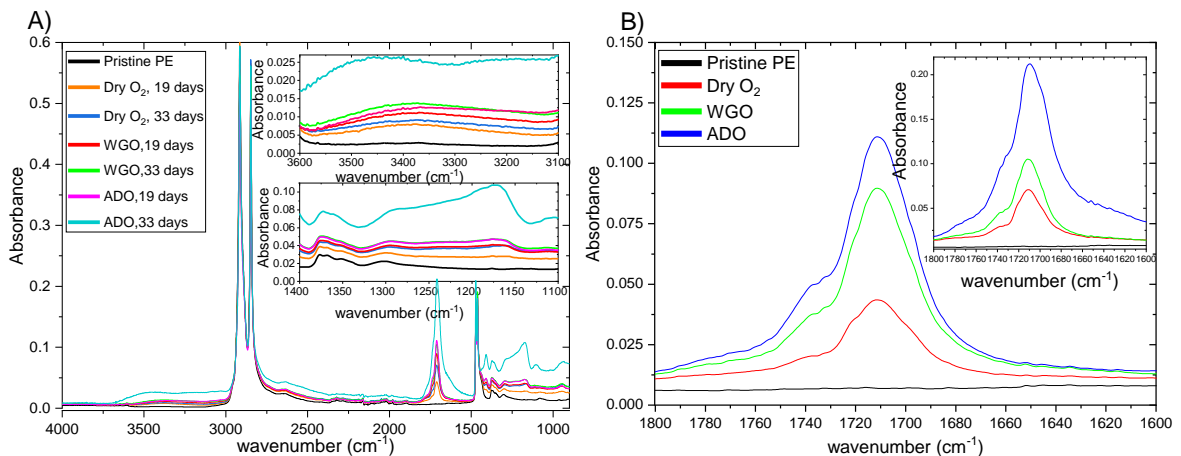 A)
Pristine PE
Dry O₂, 19 days
Dry O₂, 33 days
WGO,19 days
WGO,33 days
ADO,19 days
ADO,33 days
Absorbance
0.6
0.5
0.4
0.3
0.2
0.1
0.0
4000 3500 3000 2500 2000 1500 1000
wavenumber (cm⁻¹)
Absorbance
0.025
0.020
0.015
0.010
0.005
0.000
3600 3500 3400 3300 3200 3100
wavenumber (cm⁻¹)
Absorbance
0.10
0.08
0.06
0.04
0.02
0.00
1400 1350 1300 1250 1200 1150 1100
wavenumber (cm⁻¹)
B)
Pristine PE
Dry O₂
WGO
ADO
Absorbance
0.150
0.125
0.100
0.075
0.050
0.025
0.000
1800 1780 1760 1740 1720 1700 1680 1660 1640 1620 1600
wavenumber (cm⁻¹)
Absorbance
0.20
0.15
0.10
0.05
0.00
1800 1780 1760 1740 1720 1700 1680 1660 1640 1620 1600
wavenumber (cm⁻¹)